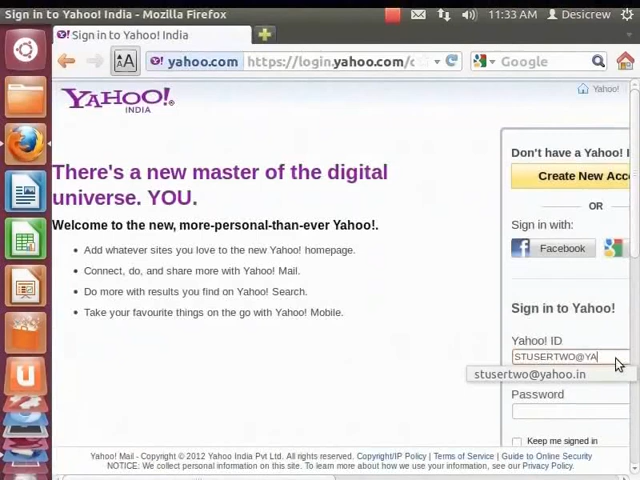 Sign in to Yahoo! India - Mozilla Firefox
11:33 AM
Desicrew
Sign in to Yahoo! India
AA
yahoo.com
https://login.yahoo.com/c
Google
YAHOO!®
INDIA
Yahoo!
There's a new master of the digital
universe. YOU.
Welcome to the new, more-personal-than-ever Yahoo!.
• Add whatever sites you love to the new Yahoo! homepage.
• Connect, do, and share more with Yahoo! Mail.
• Do more with results you find on Yahoo! Search.
• Take your favourite things on the go with Yahoo! Mobile.
Don't have a Yahoo! I
Create New Acc
OR
Sign in with:
Facebook
Sign in to Yahoo!
Yahoo! ID
STUSERTWO@YA
stusertwo@yahoo.in
Password
Keep me signed in
Yahoo! Mail - Copyright © 2012 Yahoo India Pvt Ltd. All rights reserved. Copyright/IP Policy | Terms of Service | Guide to Online Security
NOTICE: We collect personal information on this site. To learn more about how we use your information, see our Privacy Policy.